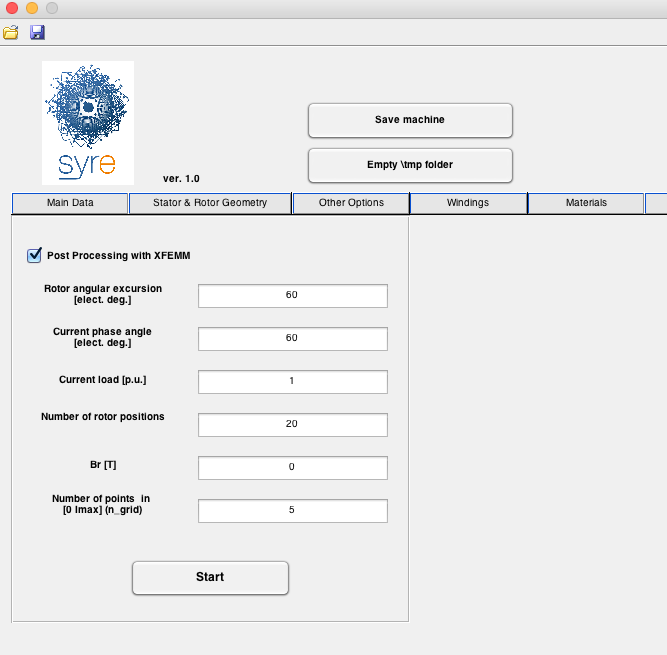 Save machine
Empty \tmp folder
syre
ver. 1.0
Main Data
Stator & Rotor Geometry
Other Options
Windings
Materials
Post Processing with XFEMM
Rotor angular excursion
[elect. deg.]
60
Current phase angle
[elect. deg.]
60
Current load [p.u.]
1
Number of rotor positions
20
Br [T]
0
Number of points  in
[0 Imax] (n_grid)
5
Start